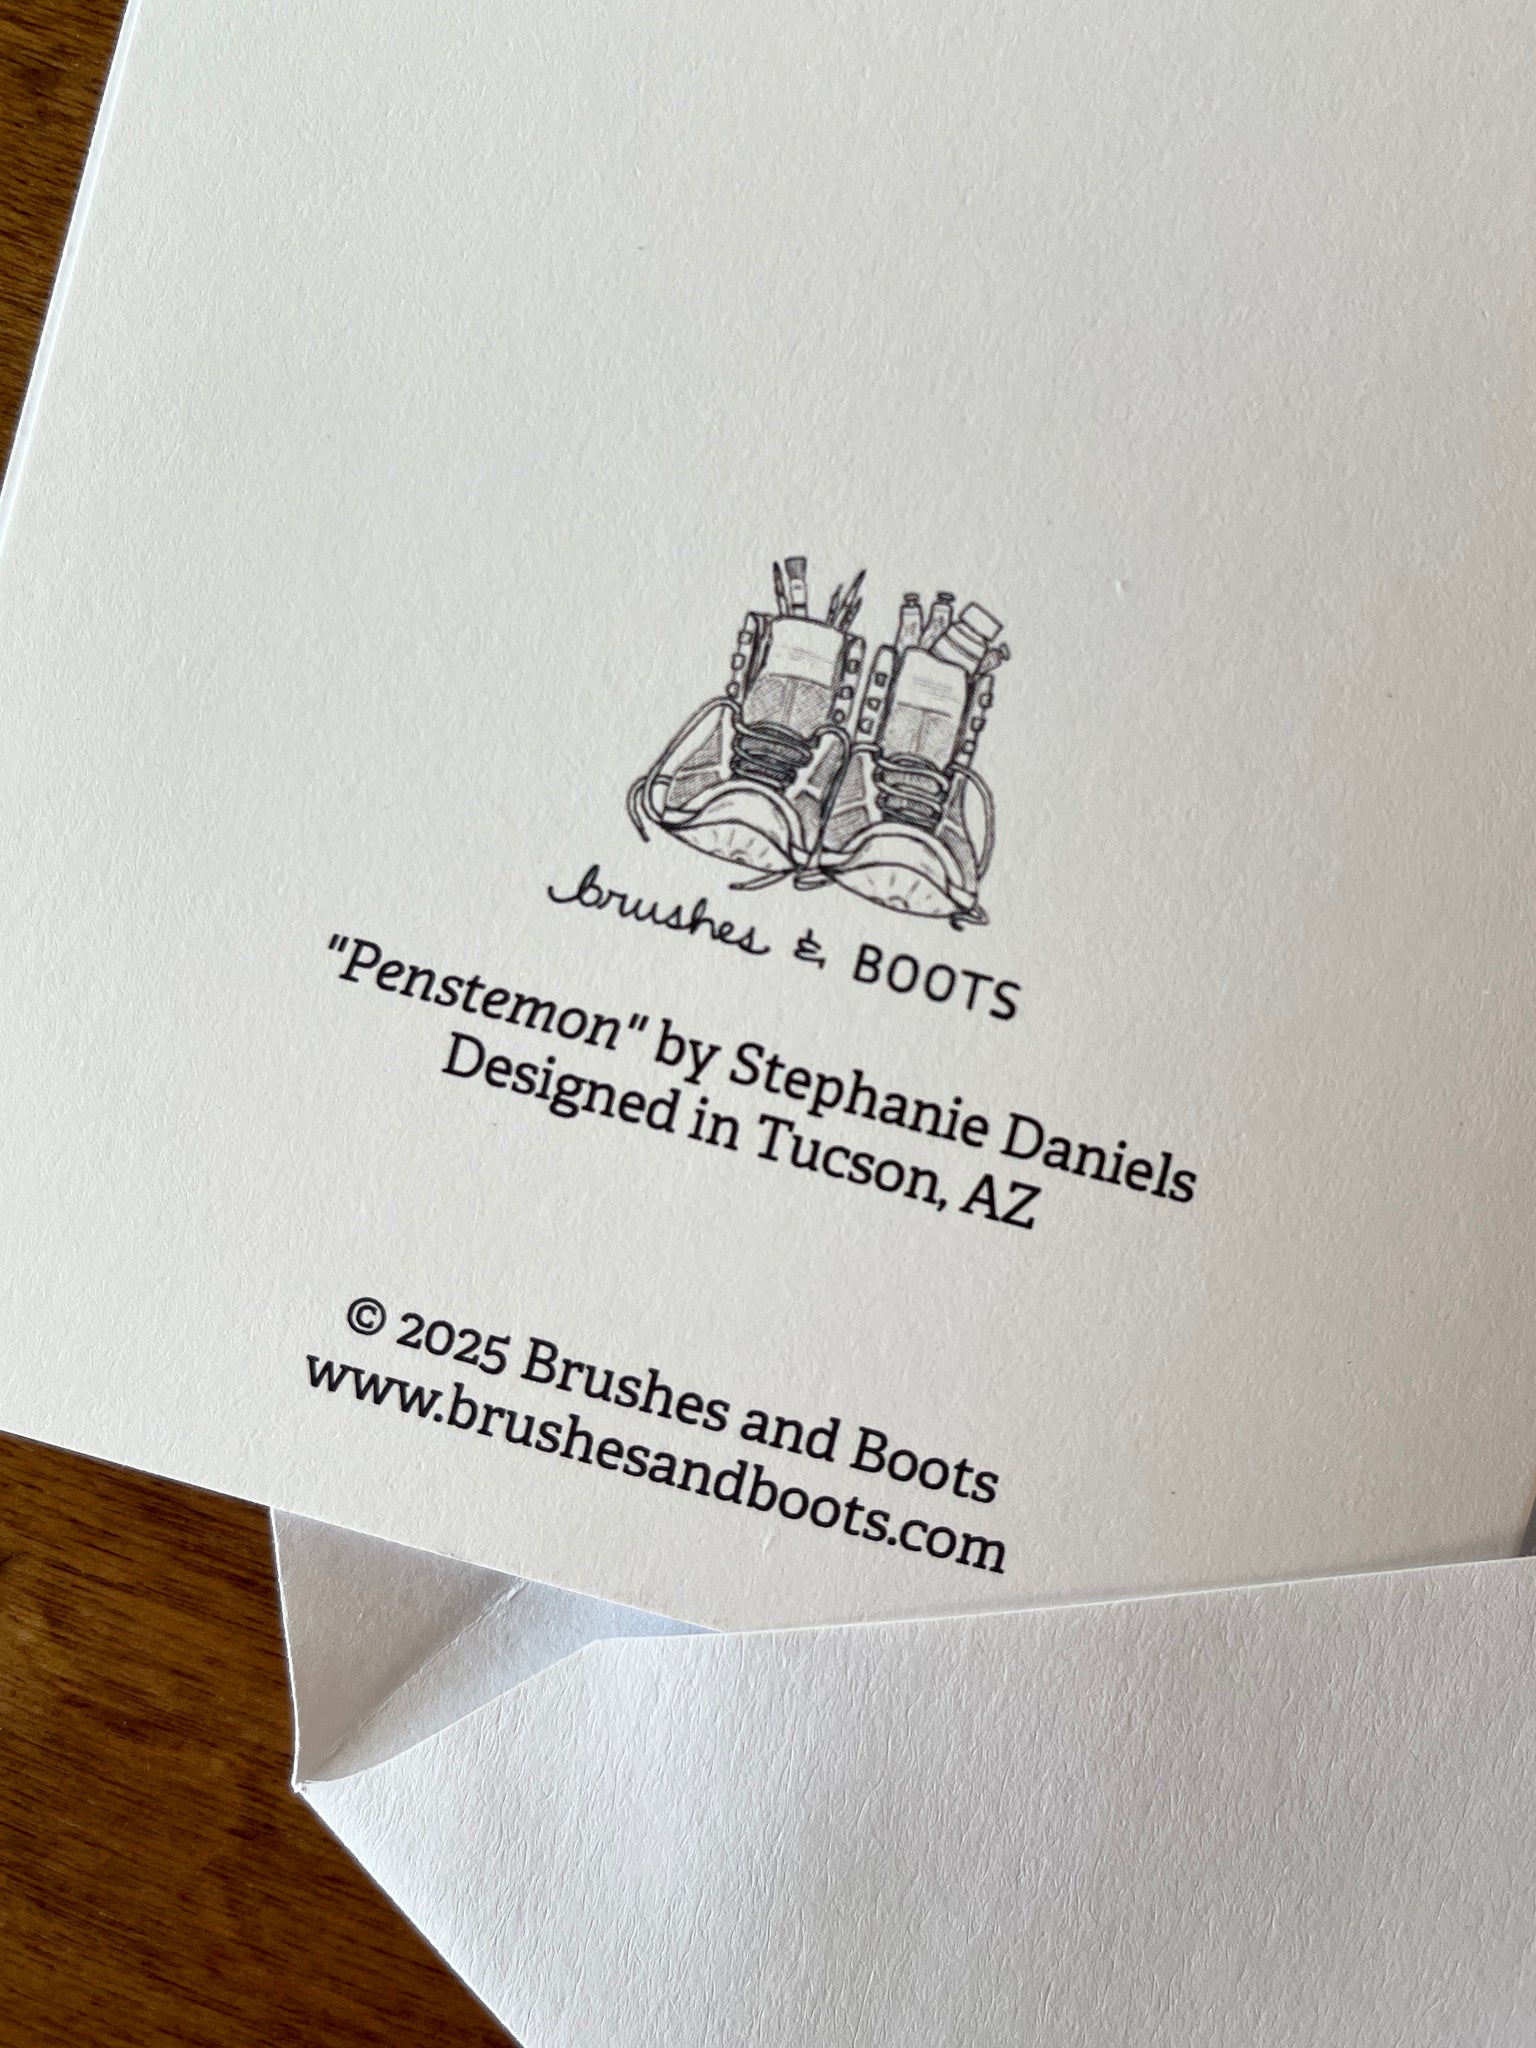 brushes & BOOTS
"Penstemon" by Stephanie Daniels
Designed in Tucson, AZ
© 2025 Brushes and Boots
www.brushesandboots.com